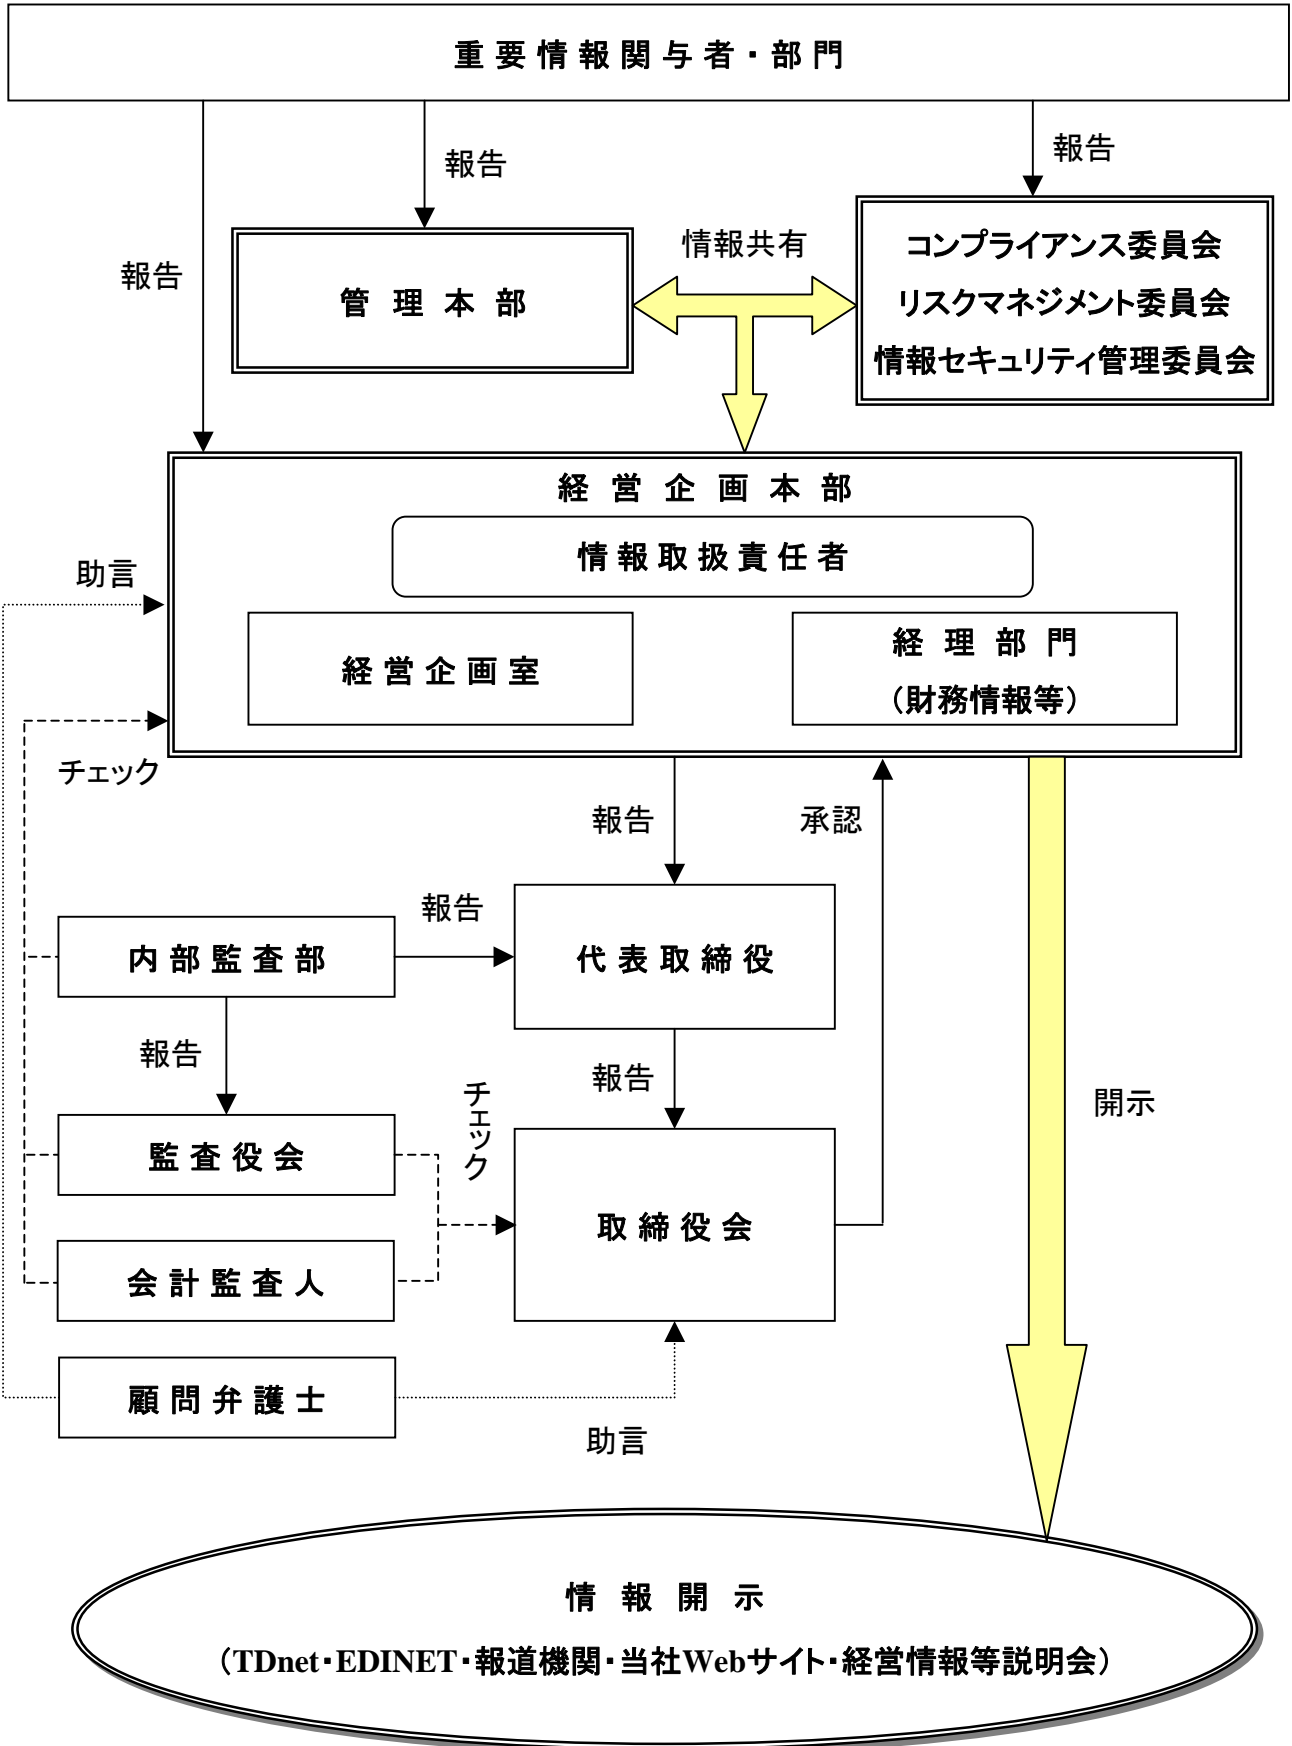 重要情報関与者・部門
報告
報告
報告
管理本部
情報共有
コンプライアンス委員会
リスクマネジメント委員会
情報セキュリティ管理委員会
経営企画本部
情報取扱責任者
助言
経営企画室
経理部門
（財務情報等）
チェック
報告
承認
内部監査部
報告
代表取締役
報告
報告
チェック
開示
監査役会
取締役会
会計監査人
顧問弁護士
助言
情報開示
（TDnet・EDINET・報道機関・当社Webサイト・経営情報等説明会）